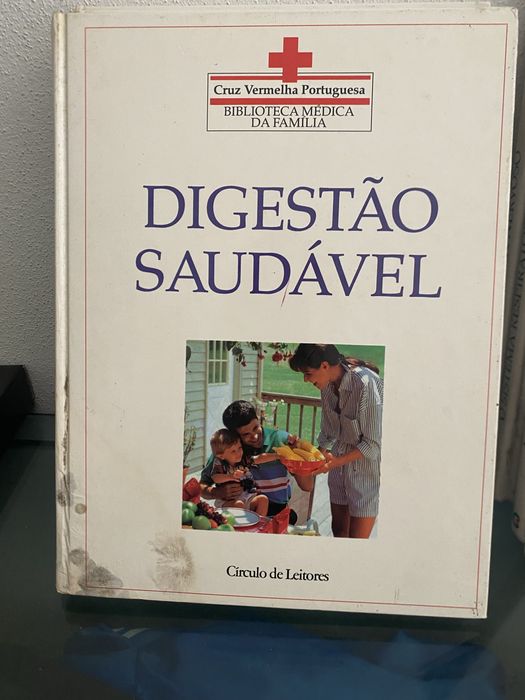 Cruz Vermelha Portuguesa
BIBLIOTECA MÉDICA
DA FAMÍLIA
DIGESTÃO
SAUDÁVEL
Círculo de Leitores